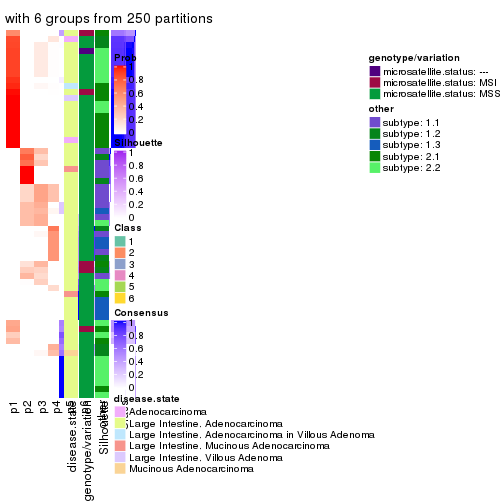 with 6 groups from 250 partitions
Prob
0.8
0.6
0.4
0.2
0
Silhouette
1
0.8
0.6
0.4
0.2
0
Class
1
2
3
4
5
6
Consensus
1
0.8
0.6
0.4
0.2
0
disease.state
Adenocarcinoma
Large Intestine. Adenocarcinoma
Large Intestine. Adenocarcinoma in Villous Adenoma
Large Intestine. Mucinous Adenocarcinoma
Large Intestine. Villous Adenoma
Mucinous Adenocarcinoma
genotype/variation
microsatellite.status: ---
microsatellite.status: MSI
microsatellite.status: MSS
other
subtype: 1.1
subtype: 1.2
subtype: 1.3
subtype: 2.1
subtype: 2.2
p1
p2
p3
p4
p5
disease.state
genotype/variation
Silhouette